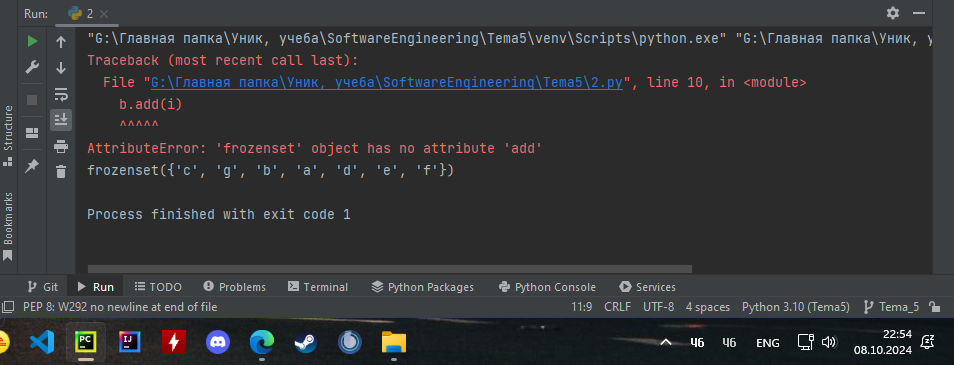 Run:
2
"G:\Главная папка\Уник, учеба\SoftwareEngineering\Tema5\venv\Scripts\python.exe" "G:\Главная папка\Уник,
Traceback (most recent call last):
File "G:\Главная папка\Уник, учеба\SoftwareEngineering\Tema5\2.py", line 10, in <module>
b.add(i)
^^^^^
AttributeError: 'frozenset' object has no attribute 'add'
frozenset({'c', 'g', 'b', 'a', 'd', 'e', 'f'})
Process finished with exit code 1
Structure
Bookmarks
Git Run TODO Problems Terminal Python Packages Python Console Services
PEP 8: W292 no newline at end of file 11:9 CRLF UTF-8 4 spaces Python 3.10 (Tema5) Tema_5
PC IJ Ч6 Ч6 ENG 22:54
08.10.2024